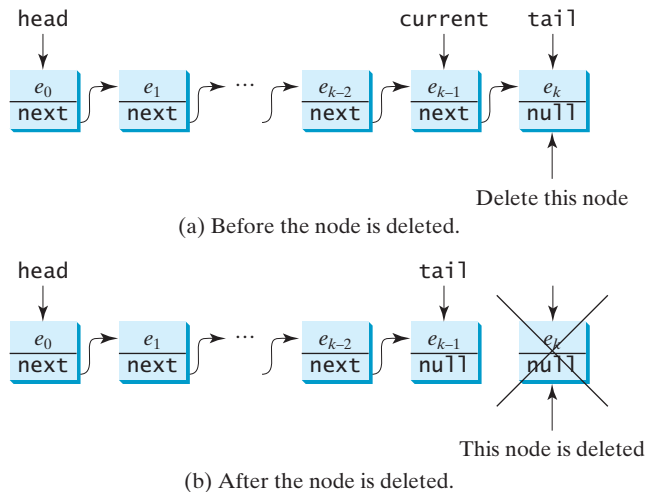 head current tail
e0 e1 ... ek–2 ek–1 ek
next next next next null
Delete this node
(a) Before the node is deleted.
head tail
e0 e1 ... ek–2 ek–1 ek
next next next null null
This node is deleted
(b) After the node is deleted.